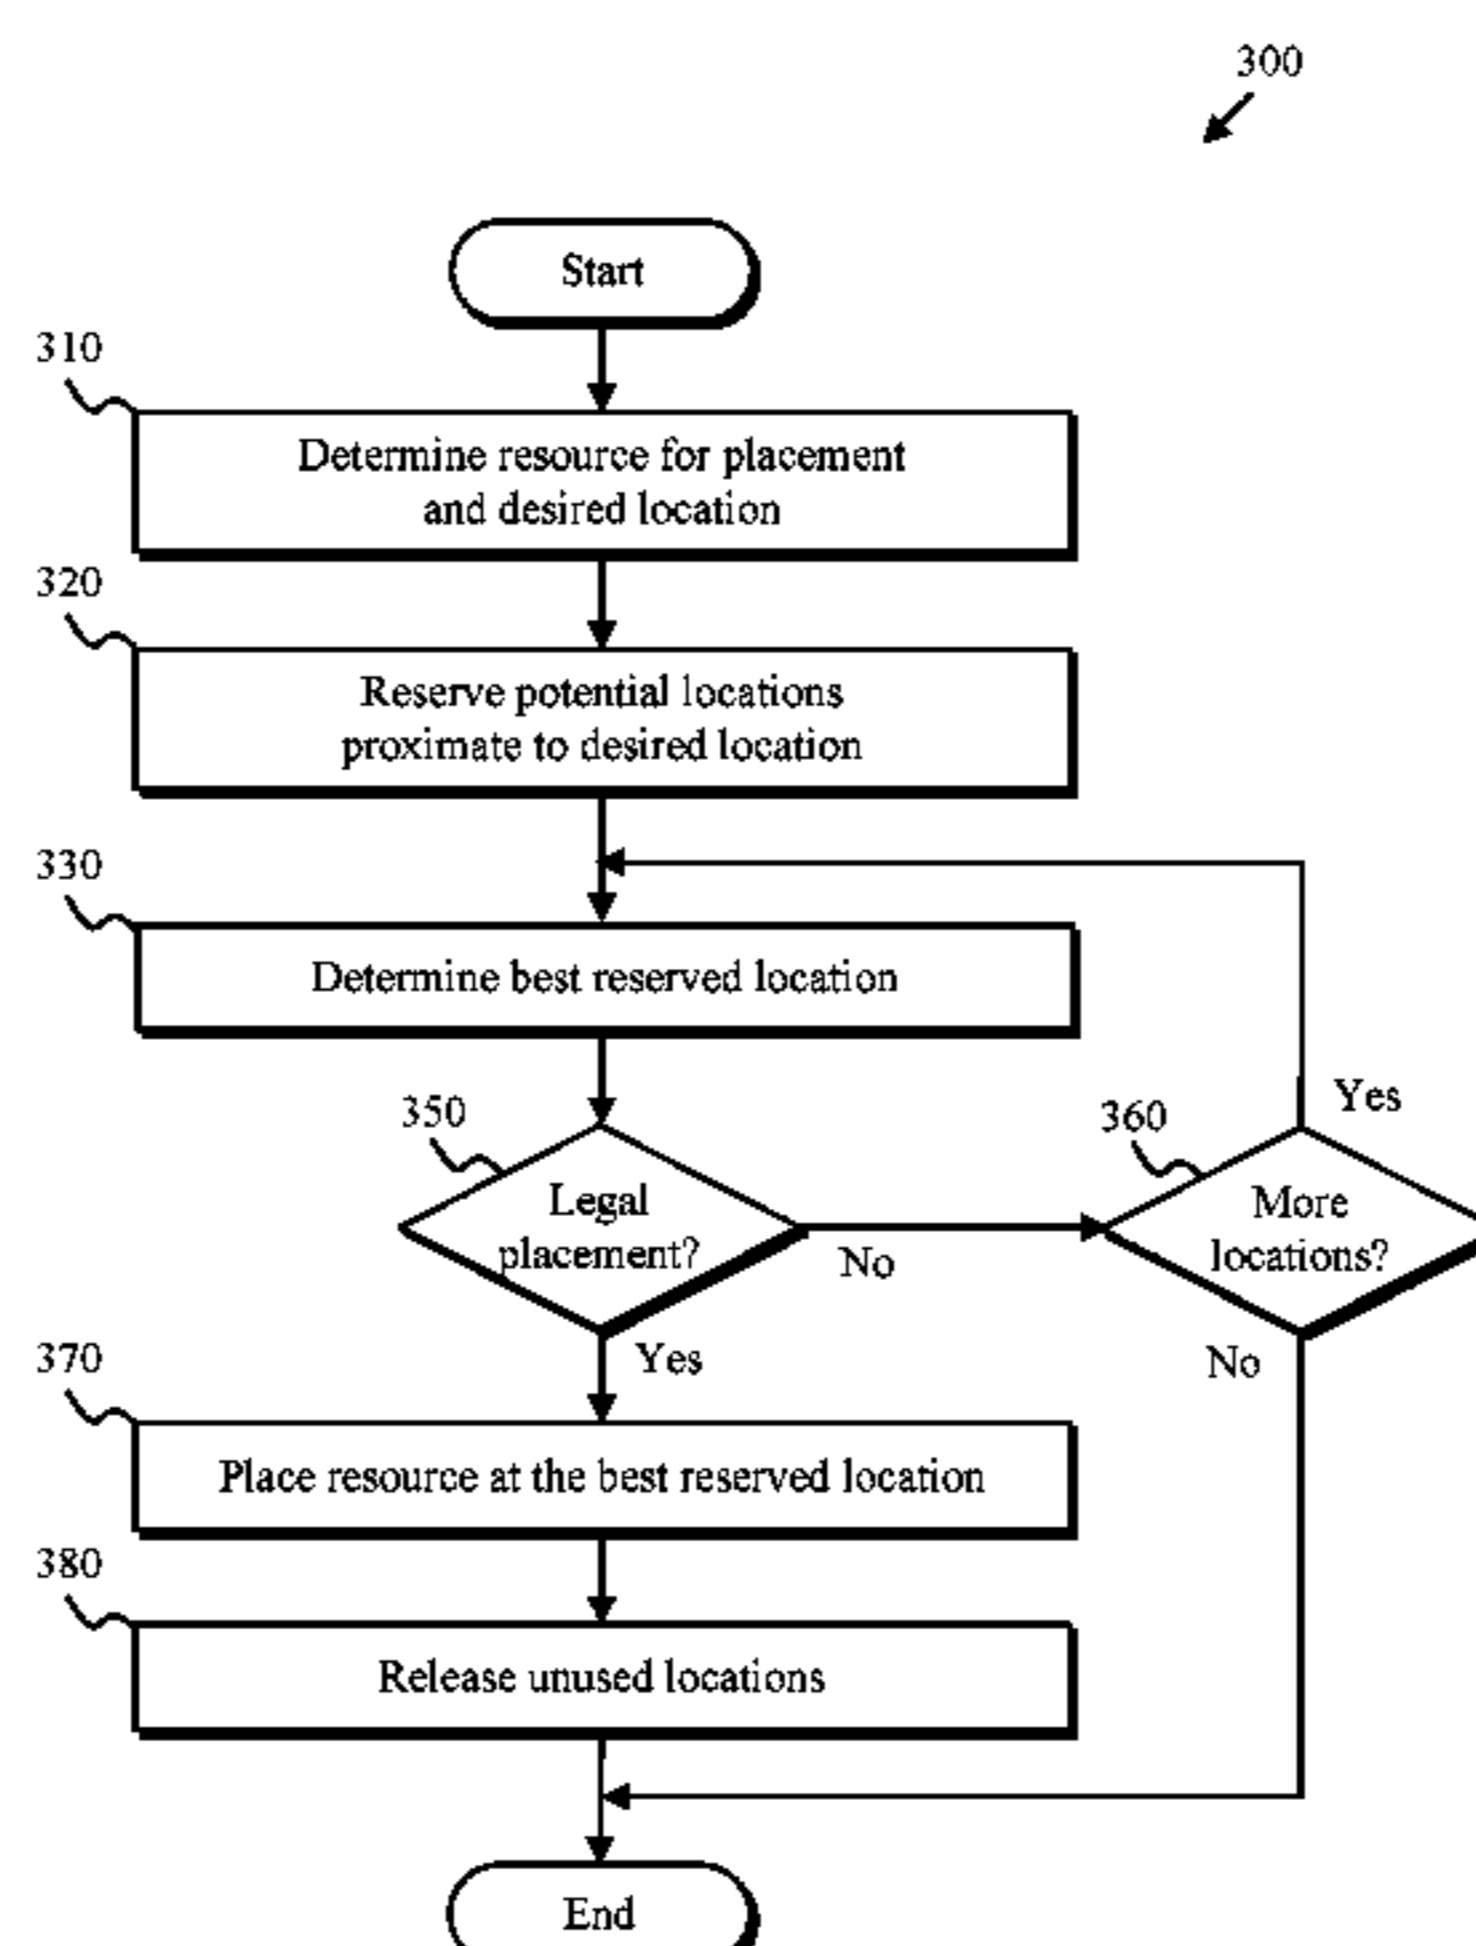 300
Start
310
Determine resource for placement
and desired location
320
Reserve potential locations
proximate to desired location
330
Determine best reserved location
350
Legal
placement?
No
Yes
360
More
locations?
Yes
No
370
Place resource at the best reserved location
380
Release unused locations
End